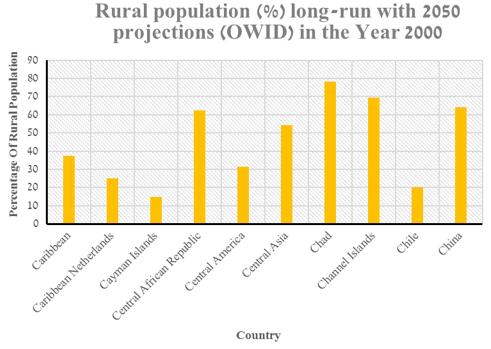 Rural population (%) long-run with 2050
projections (OWID) in the Year 2000
Percentage Of Rural Population
90
80
70
60
50
40
30
20
10
0
Caribbean
Caribbean Netherlands
Cayman Islands
Central African Republic
Central America
Central Asia
Chad
Channel Islands
Chile
China
Country